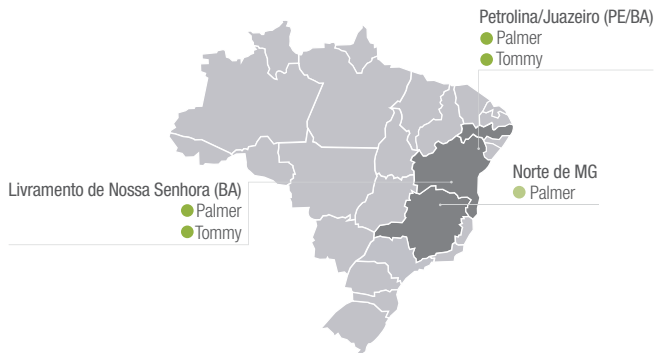 Petrolina/Juazeiro (PE/BA)
Palmer
Tommy
Norte de MG
Palmer
Livramento de Nossa Senhora (BA)
Palmer
Tommy